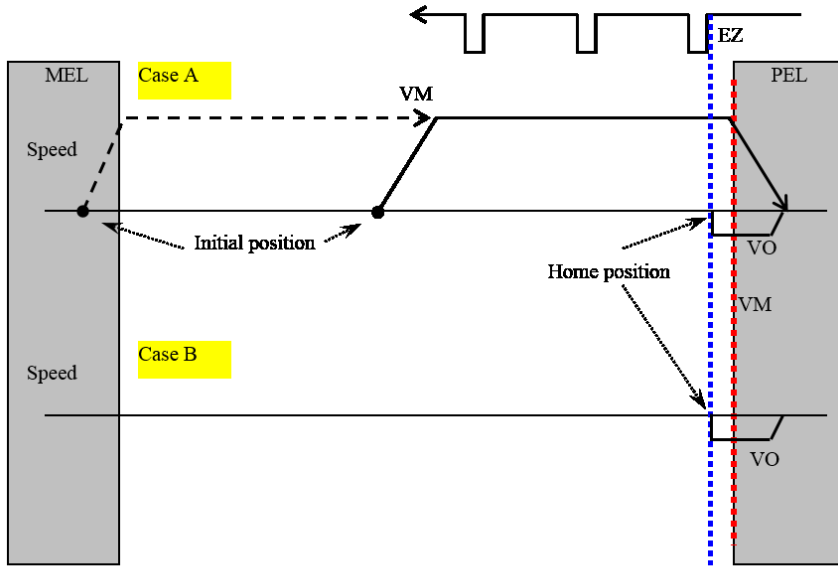 EZ
MEL
Case A
PEL
VM
Speed
Initial position
VO
Home position
VM
Case B
Speed
VO